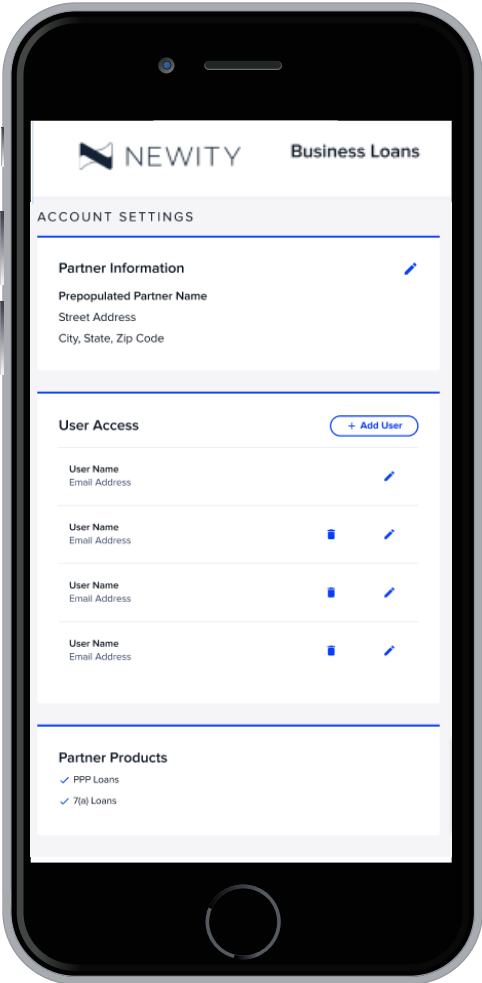 NEWITY
Business Loans
ACCOUNT SETTINGS
Partner Information
Prepopulated Partner Name
Street Address
City, State, Zip Code
User Access
+ Add User
User Name
Email Address
User Name
Email Address
User Name
Email Address
User Name
Email Address
Partner Products
PPP Loans
7(a) Loans